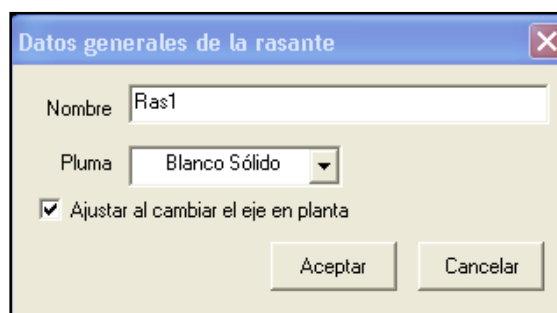 Datos generales de la rasante
Nombre Ras1
Pluma Blanco Sólido
Ajustar al cambiar el eje en planta
Aceptar Cancelar